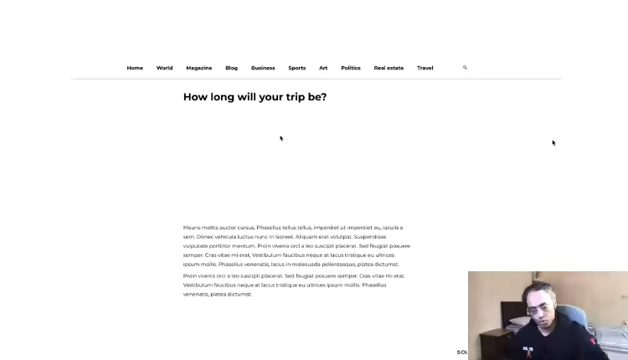 Home World Magazine Blog Business Sports Art Politics Real estate Travel
How long will your trip be?
Mauris mattis auctor cursus. Phasellus tellus tellus, imperdiet ut imperdiet eu, iaculis a
sem. Donec vehicula luctus nunc in laoreet. Aliquam erat volutpat. Suspendisse
vulputate porttitor mentum. Proin viverra orci a leo suscipit placerat. Sed feugiat posuere
semper. Cras vitae mi erat, Vestibulum faucibus neque at lacus tristique eu ultrices
ipsum mollis. Phasellus venenatis, lacus in malesuada pellentesque, platea dictumst.
Proin viverra orci a leo suscipit placerat. Sed feugiat posuere semper. Cras vitae mi erat,
Vestibulum faucibus neque at lacus tristique eu ultrices ipsum mollis. Phasellus
venenatis, platea dictumst.